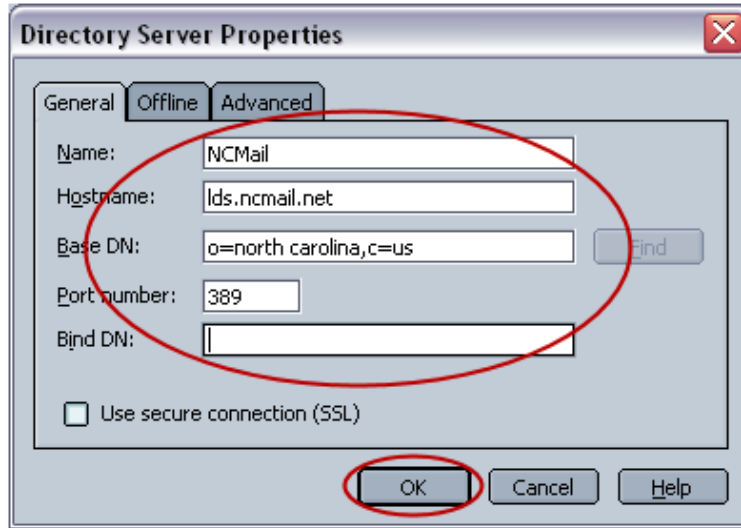 Directory Server Properties
General Offline Advanced
Name: NCMail
Hostname: lds.ncmail.net
Base DN: o=north carolina,c=us Find
Port number: 389
Bind DN:
Use secure connection (SSL)
OK Cancel Help